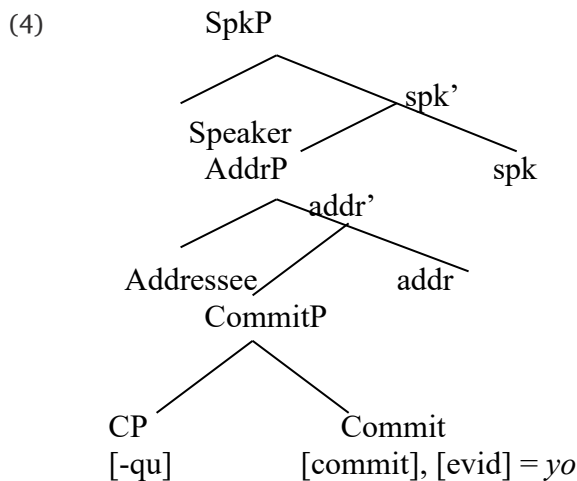 (4) SpkP
spk’
Speaker
AddrP spk
addr’
Addressee addr
CommitP
CP Commit
[-qu] [commit], [evid] = yo